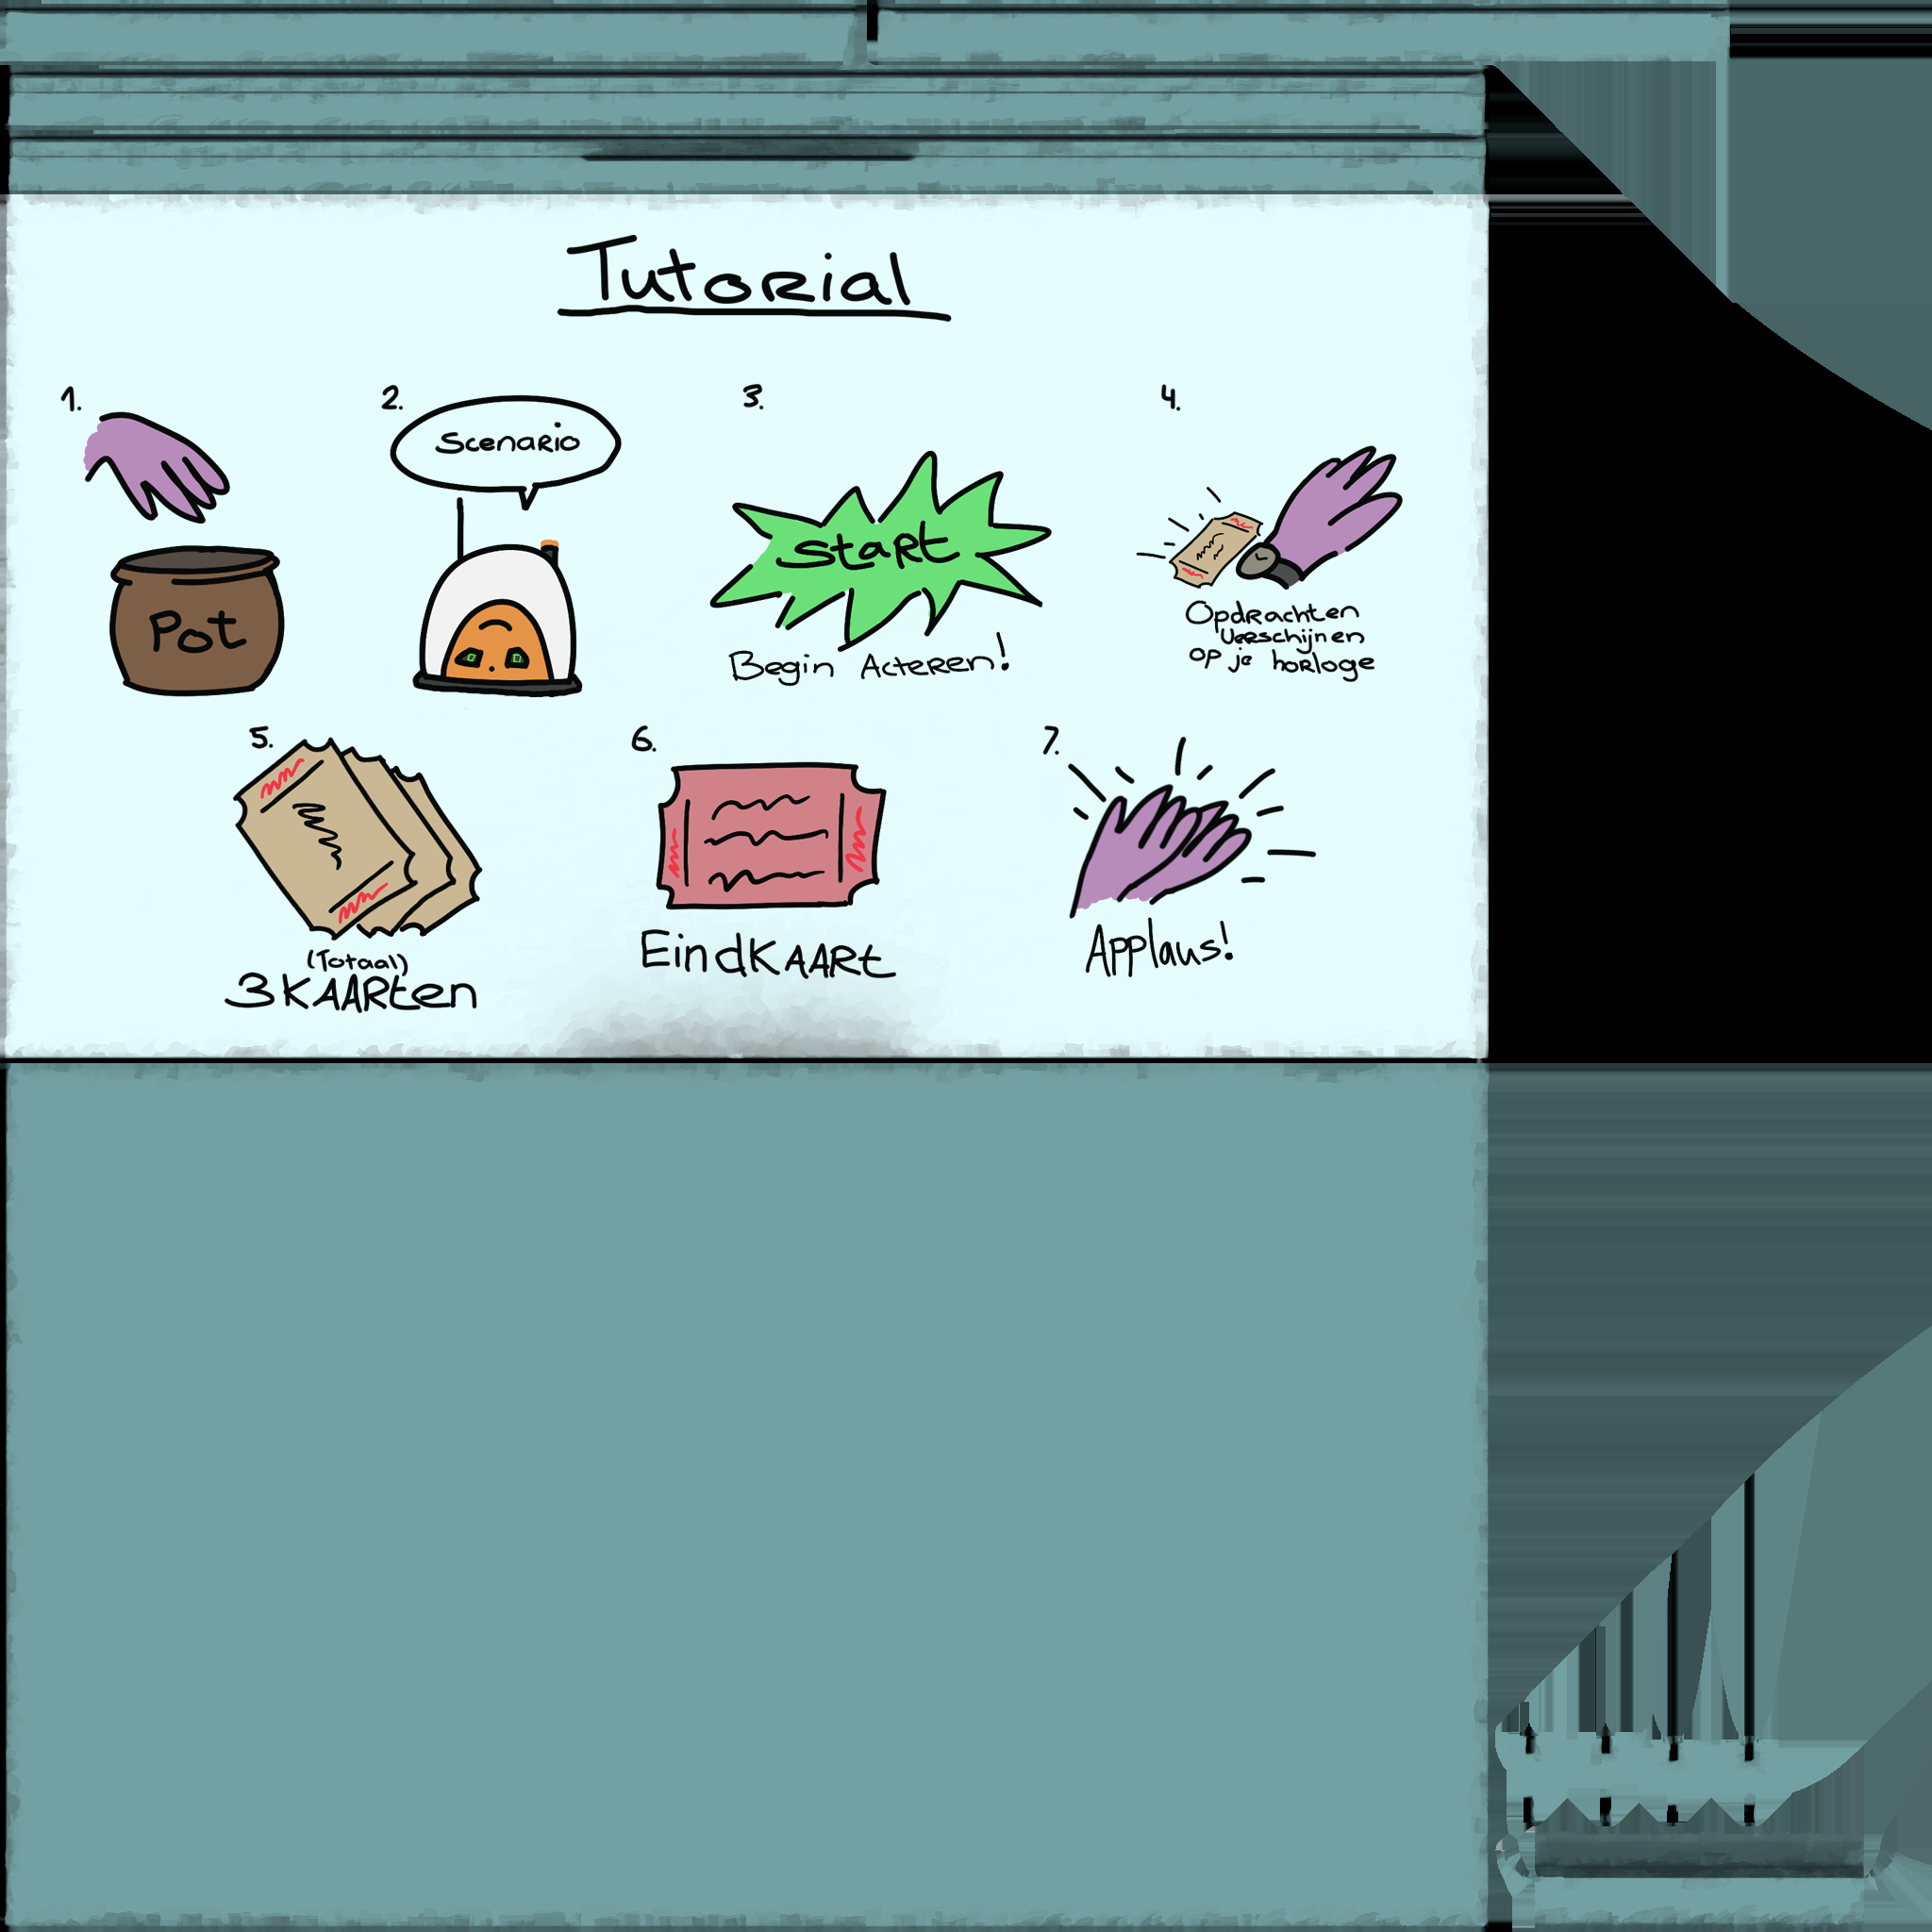 Tutorial
1.
Pot
2.
Scenario
3.
Start
Begin Acteren!
4.
Opdrachten
Verschijnen
op je horloge
5.
(Totaal)
3 KAARten
6.
EindKAARt
7.
Applaus!